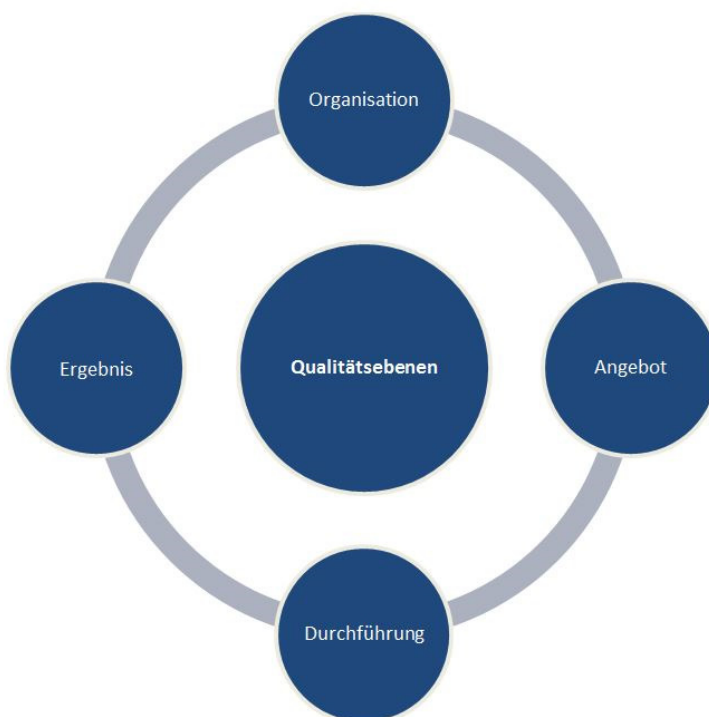 Organisation
Ergebnis
Qualitätsebenen
Angebot
Durchführung